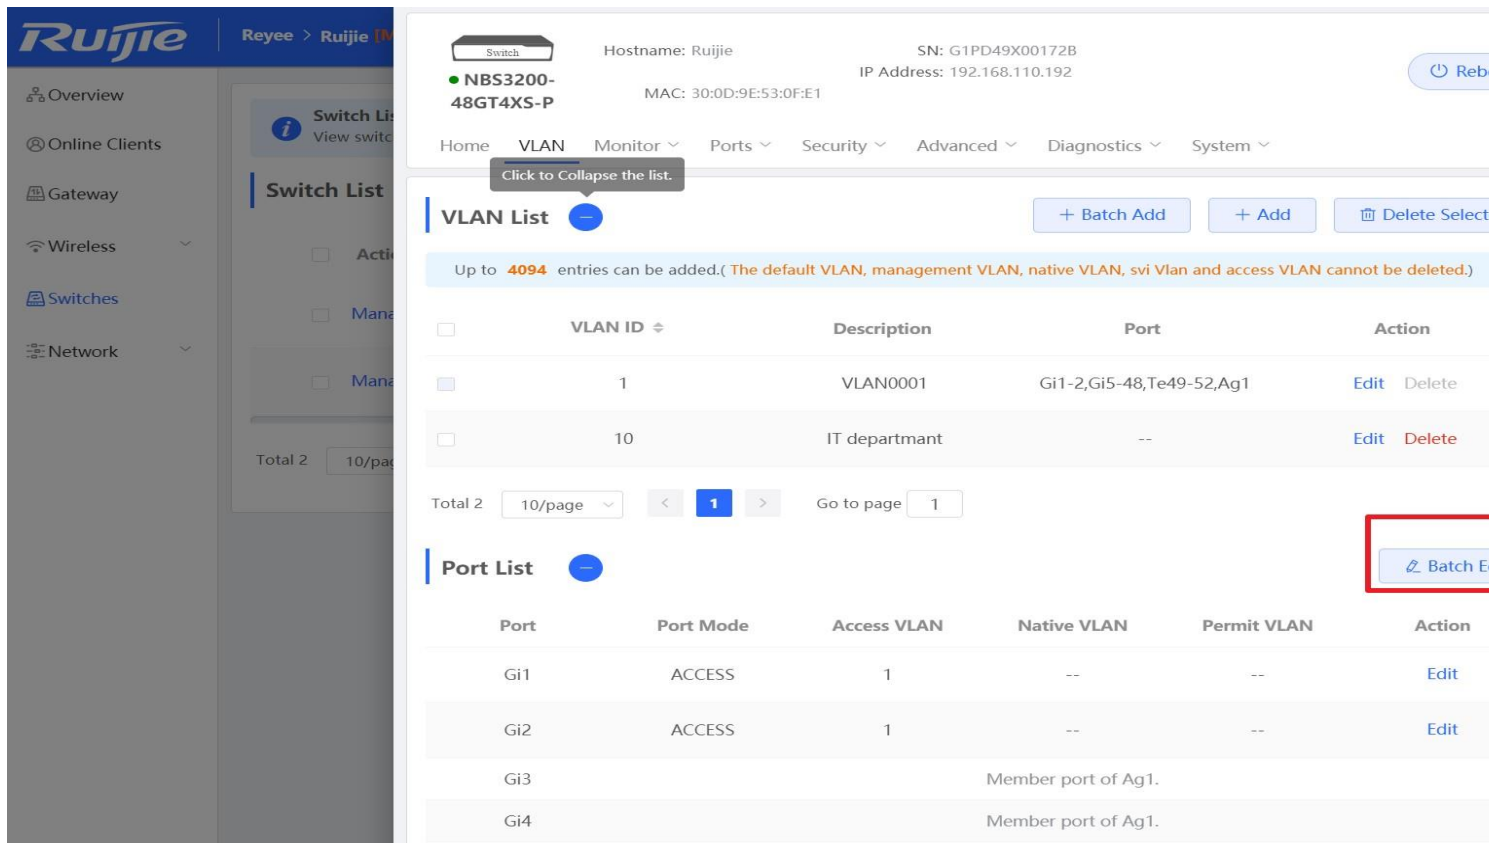 Ruijie
Reyee > Ruijie
Overview
Online Clients
Gateway
Wireless
Switches
Network
Switch
View switc
Switch List
Total 2
Switch
NBS3200-
48GT4XS-P
Hostname: Ruijie
SN: G1PD49X00172B
MAC: 30:0D:9E:53:0F:E1
IP Address: 192.168.110.192
Reb
Home VLAN Monitor Ports Security Advanced Diagnostics System
Click to Collapse the list.
VLAN List
+ Batch Add + Add Delete Select
Up to 4094 entries can be added.( The default VLAN, management VLAN, native VLAN, svi Vlan and access VLAN cannot be deleted.)
VLAN ID Description Port Action
1 VLAN0001 Gi1-2,Gi5-48,Te49-52,Ag1 Edit Delete
10 IT departmant -- Edit Delete
Total 2 10/page < 1 > Go to page 1
Port List
Batch E
Port Port Mode Access VLAN Native VLAN Permit VLAN Action
Gi1 ACCESS 1 -- -- Edit
Gi2 ACCESS 1 -- -- Edit
Gi3 Member port of Ag1.
Gi4 Member port of Ag1.